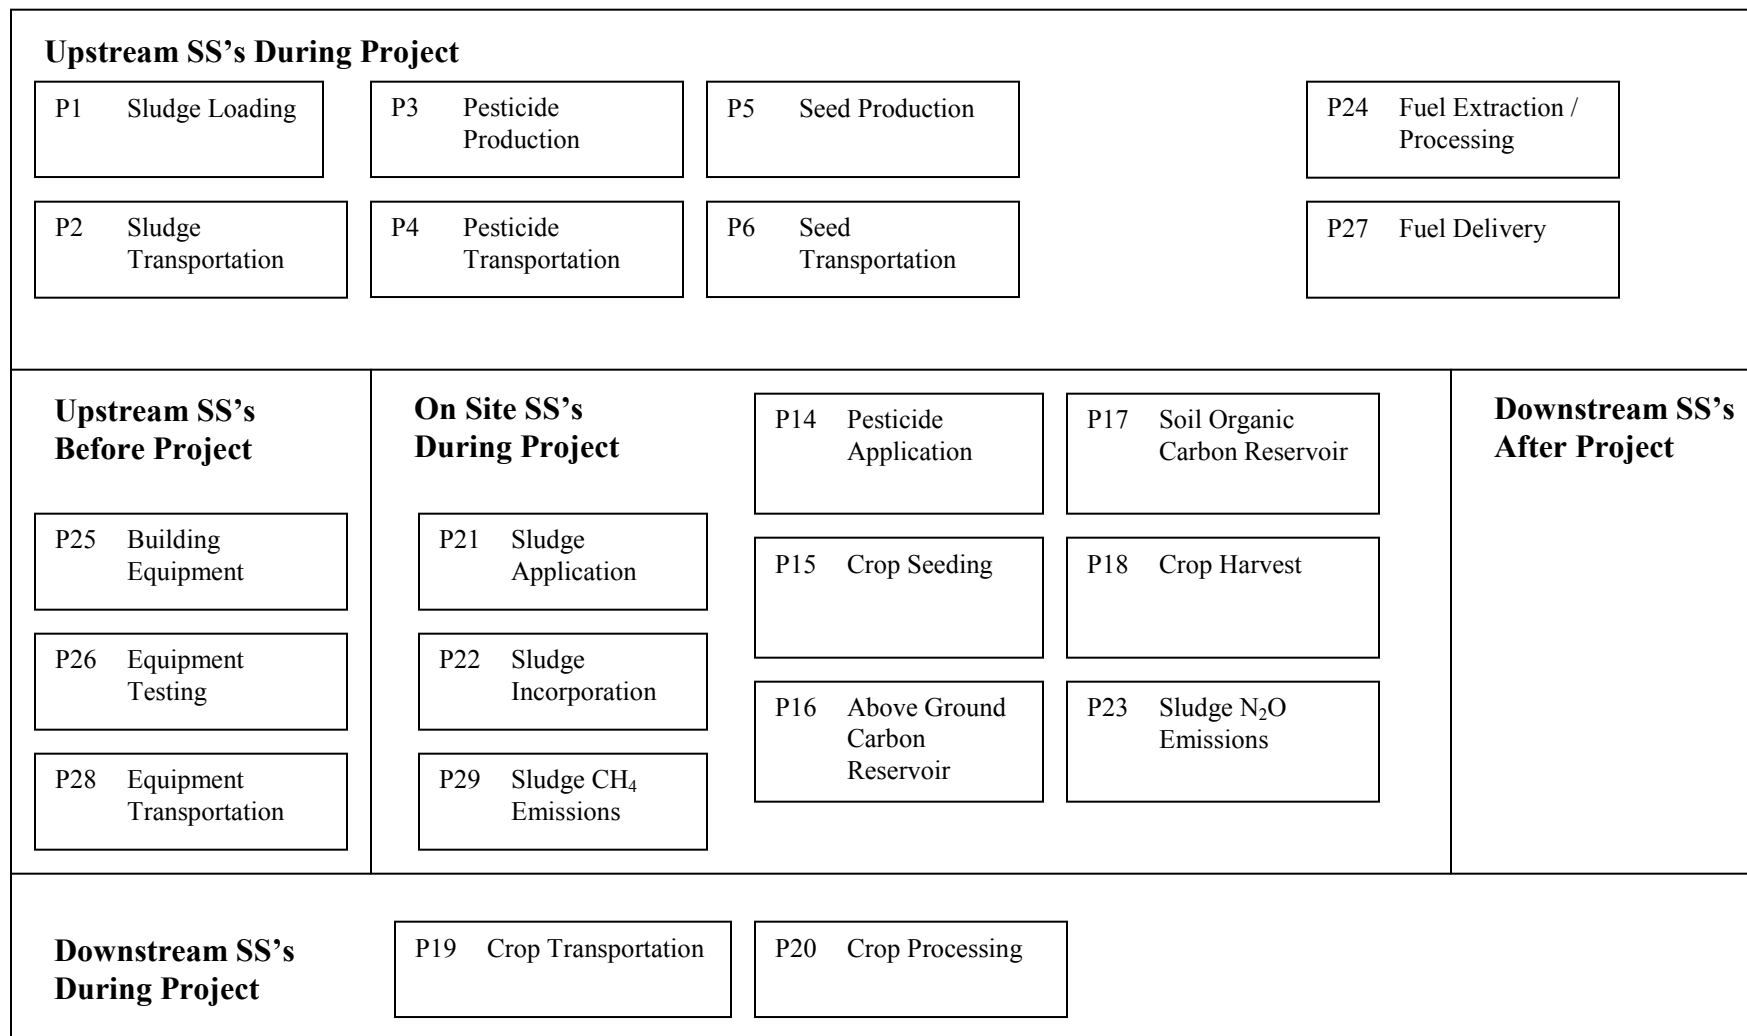 Upstream SS’s During Project
P1 Sludge Loading
P3 Pesticide
Production
P5 Seed Production
P24 Fuel Extraction /
Processing
P2 Sludge
Transportation
P4 Pesticide
Transportation
P6 Seed
Transportation
P27 Fuel Delivery
Upstream SS’s
Before Project
P25 Building
Equipment
P26 Equipment
Testing
P28 Equipment
Transportation
On Site SS’s
During Project
P21 Sludge
Application
P22 Sludge
Incorporation
P29 Sludge CH₄
Emissions
P14 Pesticide
Application
P15 Crop Seeding
P16 Above Ground
Carbon
Reservoir
P17 Soil Organic
Carbon Reservoir
P18 Crop Harvest
P23 Sludge N₂O
Emissions
Downstream SS’s
After Project
Downstream SS’s
During Project
P19 Crop Transportation
P20 Crop Processing